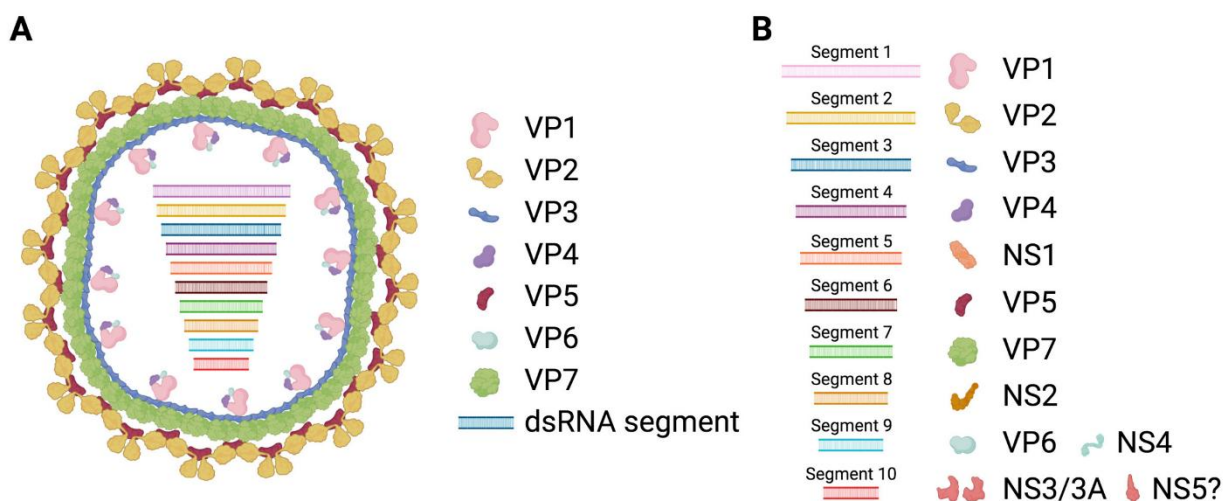 A
VP1
VP2
VP3
VP4
VP5
VP6
VP7
dsRNA segment
B
Segment 1 VP1
Segment 2 VP2
Segment 3 VP3
Segment 4 VP4
Segment 5 NS1
Segment 6 VP5
Segment 7 VP7
Segment 8 NS2
Segment 9 VP6 NS4
Segment 10 NS3/3A NS5?